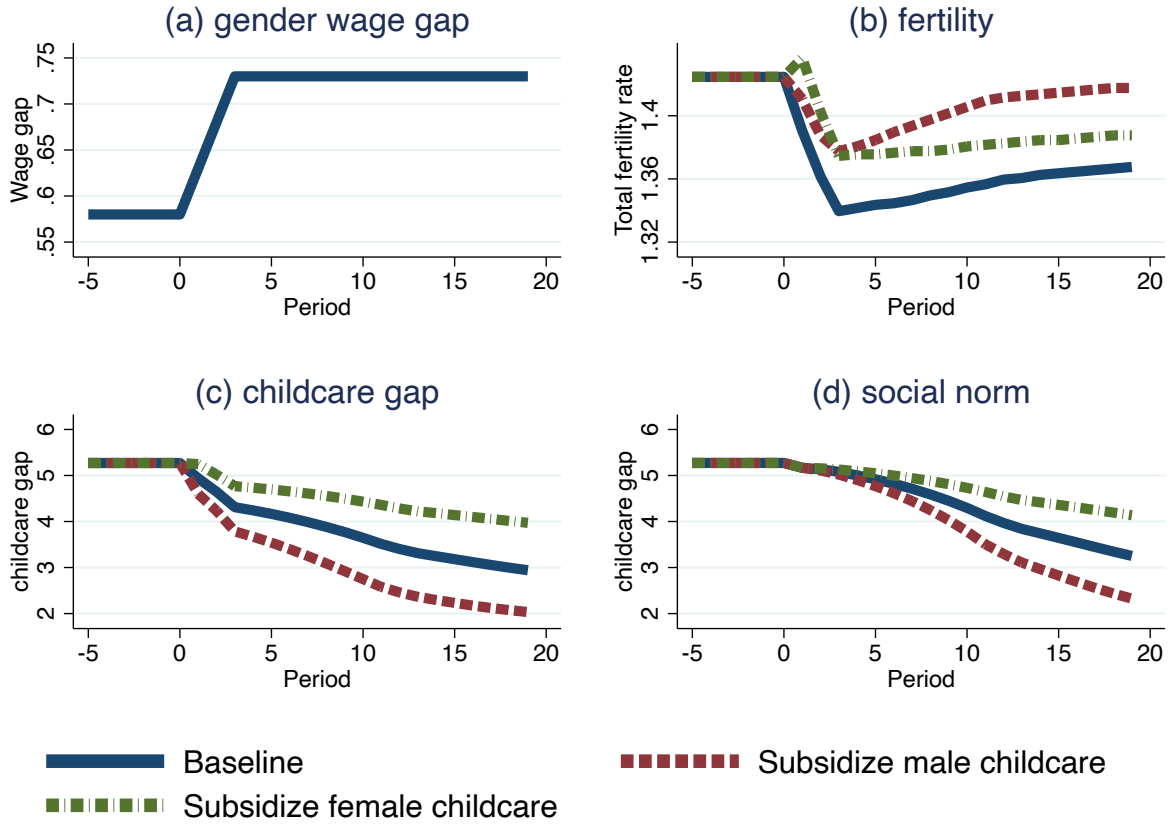 (a) gender wage gap
Wage gap
.75
.7
.65
.6
.55
-5 0 5 10 15 20
Period
(b) fertility
Total fertility rate
1.4
1.36
1.32
-5 0 5 10 15 20
Period
(c) childcare gap
childcare gap
6
5
4
3
2
-5 0 5 10 15 20
Period
(d) social norm
childcare gap
6
5
4
3
2
-5 0 5 10 15 20
Period
Baseline
Subsidize male childcare
Subsidize female childcare